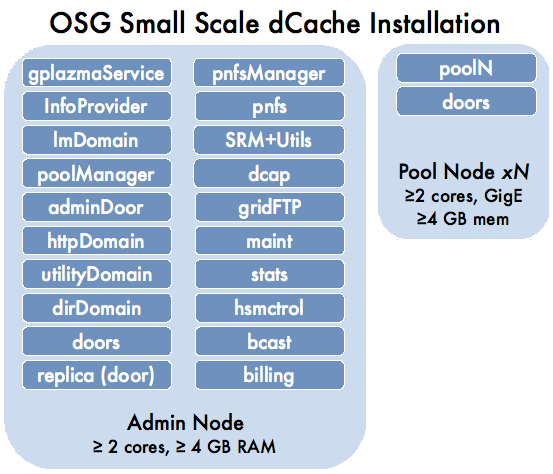 OSG Small Scale dCache Installation
gplazmaService
InfoProvider
lmDomain
poolManager
adminDoor
httpDomain
utilityDomain
dirDomain
doors
replica (door)
pnfsManager
pnfs
SRM+Utils
dcap
gridFTP
maint
stats
hsmctrol
bcast
billing
Admin Node
≥ 2 cores, ≥ 4 GB RAM
poolN
doors
Pool Node xN
≥2 cores, GigE
≥4 GB mem